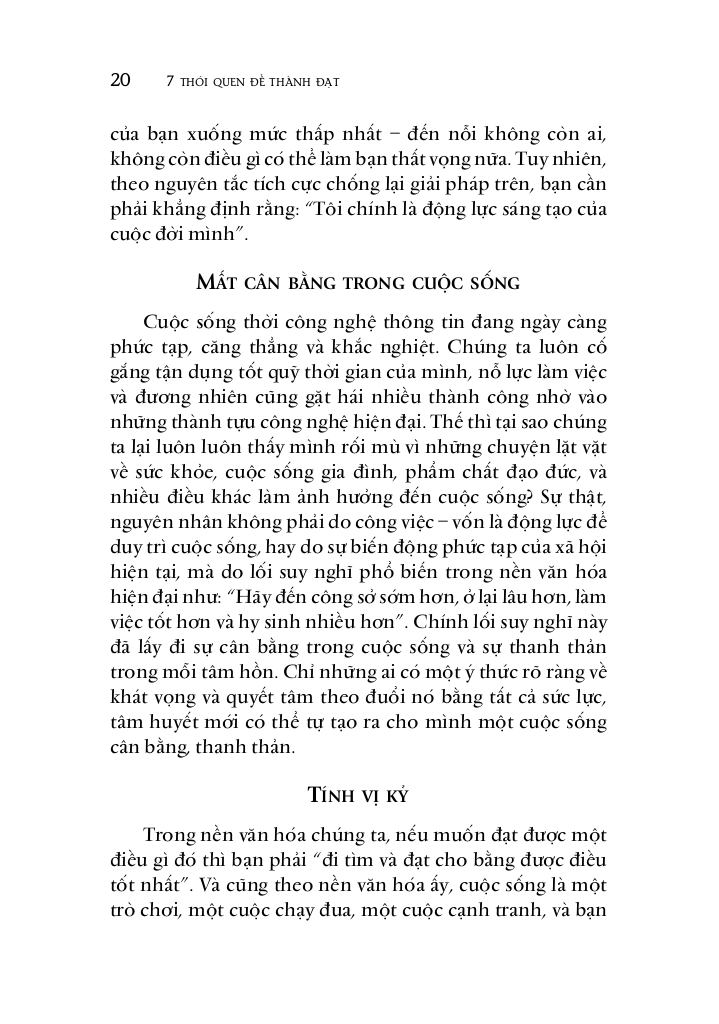 20 7 THÓI QUEN ĐỂ THÀNH ĐẠT
của bạn xuống mức thấp nhất – đến nỗi không còn ai,
không còn điều gì có thể làm bạn thất vọng nữa. Tuy nhiên,
theo nguyên tắc tích cực chống lại giải pháp trên, bạn cần
phải khẳng định rằng: “Tôi chính là động lực sáng tạo của
cuộc đời mình”.
MẤT CÂN BẰNG TRONG CUỘC SỐNG
Cuộc sống thời công nghệ thông tin đang ngày càng
phức tạp, căng thẳng và khắc nghiệt. Chúng ta luôn cố
gắng tận dụng tốt quỹ thời gian của mình, nỗ lực làm việc
và đương nhiên cũng gặt hái nhiều thành công nhờ vào
những thành tựu công nghệ hiện đại. Thế thì tại sao chúng
ta lại luôn luôn thấy mình rối mù vì những chuyện lặt vặt
về sức khỏe, cuộc sống gia đình, phẩm chất đạo đức, và
nhiều điều khác làm ảnh hưởng đến cuộc sống? Sự thật,
nguyên nhân không phải do công việc – vốn là động lực để
duy trì cuộc sống, hay do sự biến động phức tạp của xã hội
hiện tại, mà do lối suy nghĩ phổ biến trong nền văn hóa
hiện đại như: “Hãy đến công sở sớm hơn, ở lại lâu hơn, làm
việc tốt hơn và hy sinh nhiều hơn”. Chính lối suy nghĩ này
đã lấy đi sự cân bằng trong cuộc sống và sự thanh thản
trong mỗi tâm hồn. Chỉ những ai có một ý thức rõ ràng về
khát vọng và quyết tâm theo đuổi nó bằng tất cả sức lực,
tâm huyết mới có thể tự tạo ra cho mình một cuộc sống
cân bằng, thanh thản.
TÍNH VỊ KỶ
Trong nền văn hóa chúng ta, nếu muốn đạt được một
điều gì đó thì bạn phải “đi tìm và đạt cho bằng được điều
tốt nhất”. Và cũng theo nền văn hóa ấy, cuộc sống là một
trò chơi, một cuộc chạy đua, một cuộc cạnh tranh, và bạn